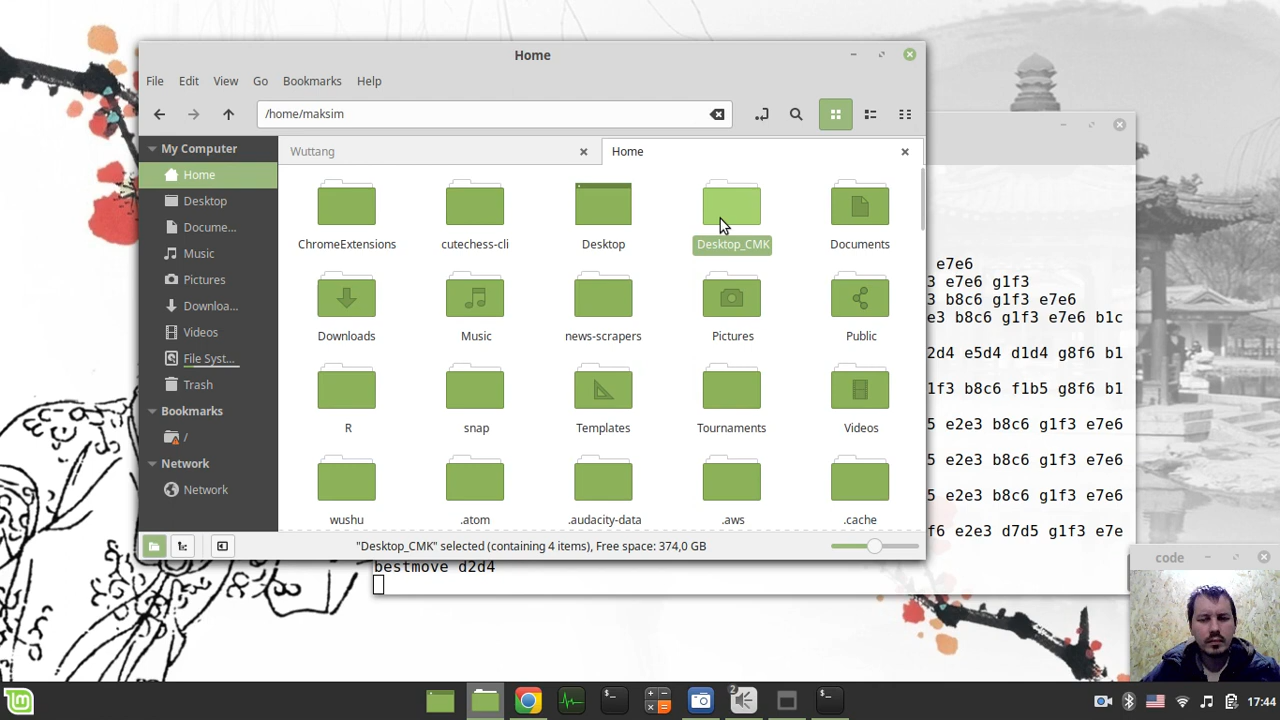 Home
File Edit View Go Bookmarks Help
/home/maksim
My Computer
Home
Desktop
Docume...
Music
Pictures
Downloa...
Videos
File Syst...
Trash
Bookmarks
/
Network
Network
Wuttang
Home
ChromeExtensions cutechess-cli Desktop Desktop_CMK Documents
Downloads Music news-scrapers Pictures Public
R snap Templates Tournaments Videos
wushu .atom .audacity-data .aws .cache
"Desktop_CMK" selected (containing 4 items), Free space: 374,0 GB
e7e6
3 e7e6 g1f3
3 b8c6 g1f3 e7e6
e3 b8c6 g1f3 e7e6 b1c
2d4 e5d4 d1d4 g8f6 b1
1f3 b8c6 f1b5 g8f6 b1
5 e2e3 b8c6 g1f3 e7e6
5 e2e3 b8c6 g1f3 e7e6
5 e2e3 b8c6 g1f3 e7e6
f6 e2e3 d7d5 g1f3 e7e
bestmove d2d4
code
2
17:44